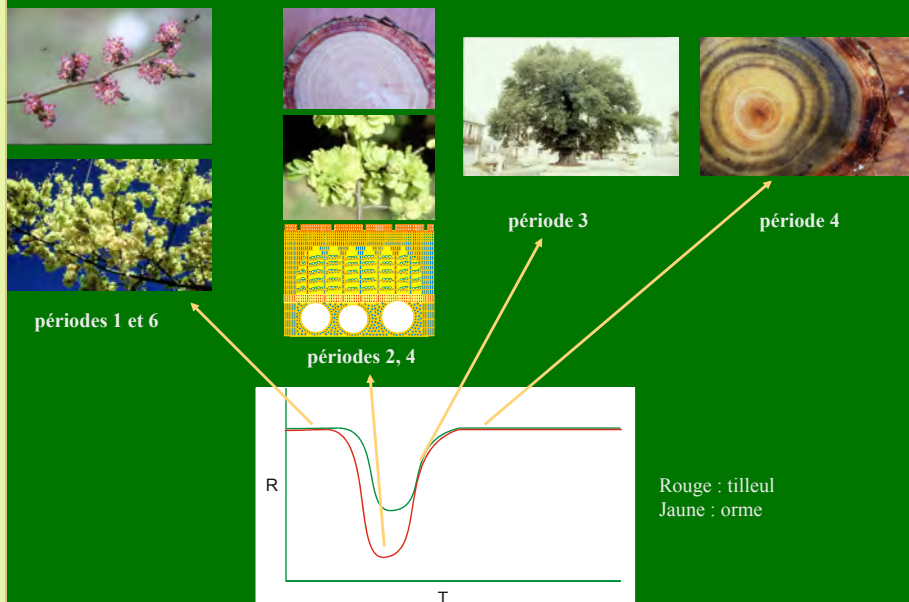 période 3
période 4
périodes 1 et 6
périodes 2, 4
R
Rouge : tilleul
Jaune : orme
T